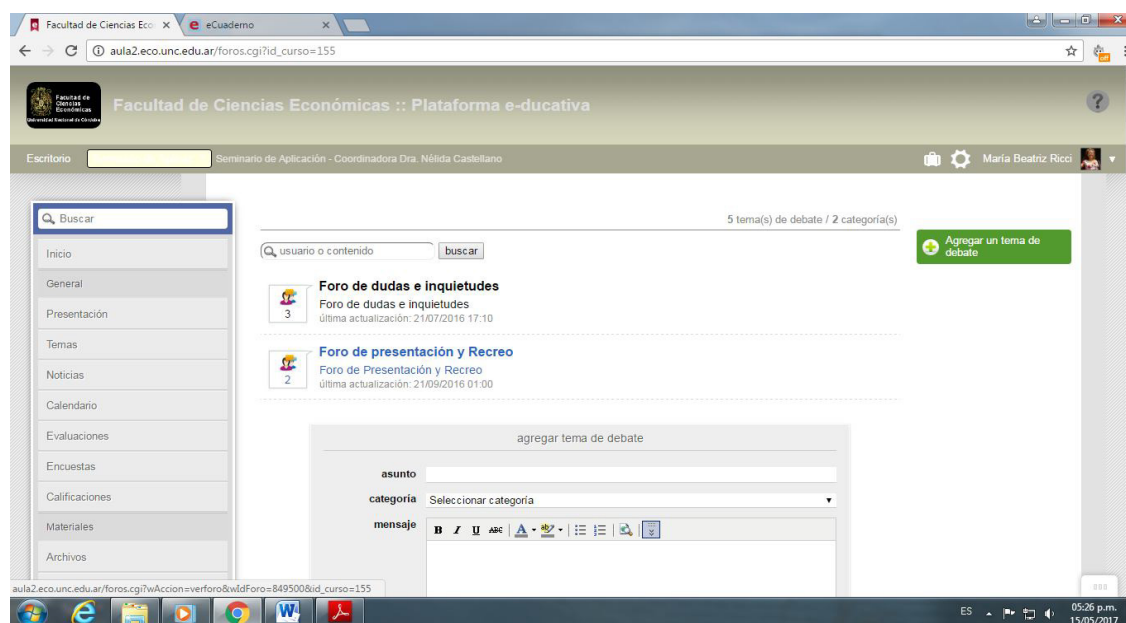 Facultad de Ciencias Eco
eCuaderno
aula2.eco.unc.edu.ar/foros.cgi?id_curso=155
Facultad de
Ciencias
Económicas
Facultad de Ciencias Económicas :: Plataforma e-ducativa
?
Escritorio
Seminario de Aplicación - Coordinadora Dra. Nélida Castellano
María Beatriz Ricci
Buscar
Inicio
General
Presentación
Temas
Noticias
Calendario
Evaluaciones
Encuestas
Calificaciones
Materiales
Archivos
5 tema(s) de debate / 2 categoría(s)
usuario o contenido
buscar
Agregar un tema de
debate
3
Foro de dudas e inquietudes
Foro de dudas e inquietudes
última actualización: 21/07/2016 17:10
2
Foro de presentación y Recreo
Foro de Presentación y Recreo
última actualización: 21/09/2016 01:00
agregar tema de debate
asunto
categoría
Seleccionar categoría
mensaje
B I U ABC A ab
aula2.eco.unc.edu.ar/foros.cgi?wAccion=verforo&wIdForo=849500&id_curso=155
ES
05:26 p.m.
15/05/2017